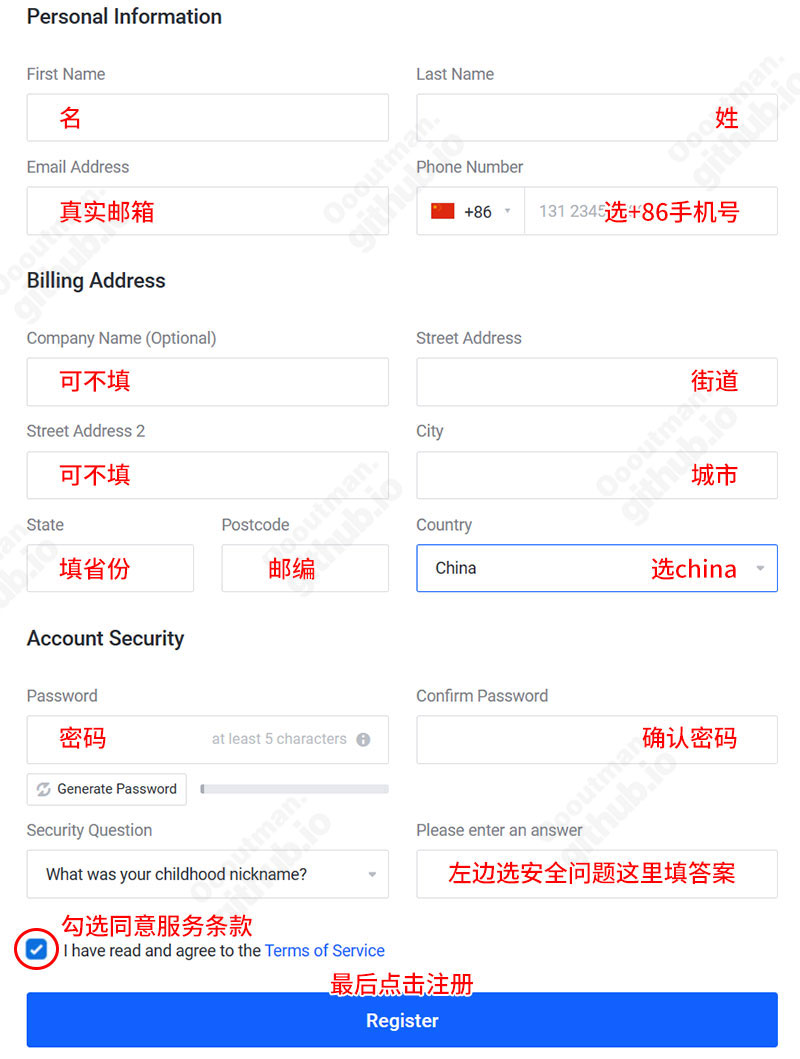 Personal Information
First Name
Last Name
名
姓
Email Address
Phone Number
真实邮箱
+86
131 2345
选+86手机号
Billing Address
Company Name (Optional)
Street Address
可不填
街道
Street Address 2
City
可不填
城市
State
Postcode
Country
填省份
邮编
China
选china
Account Security
Password
Confirm Password
密码
at least 5 characters
确认密码
Generate Password
Security Question
Please enter an answer
What was your childhood nickname?
左边选安全问题这里填答案
勾选同意服务条款
I have read and agree to the Terms of Service
最后点击注册
Register
Oooutman.
github.io